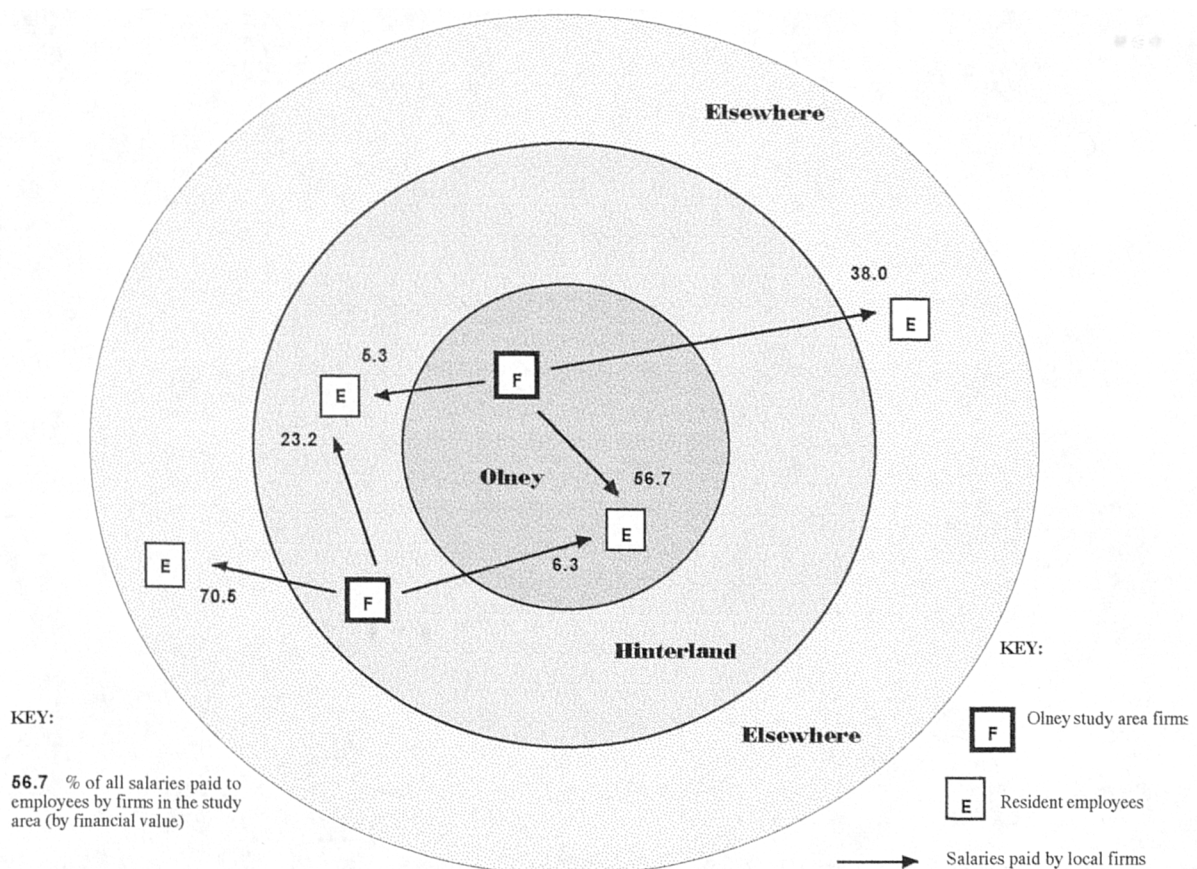 Elsewhere
38.0
E
5.3
F
E
23.2
Olney
56.7
E
6.3
E
70.5
F
Hinterland
KEY:
KEY:
Elsewhere
F Olney study area firms
56.7 % of all salaries paid to
employees by firms in the study
area (by financial value)
E Resident employees
Salaries paid by local firms